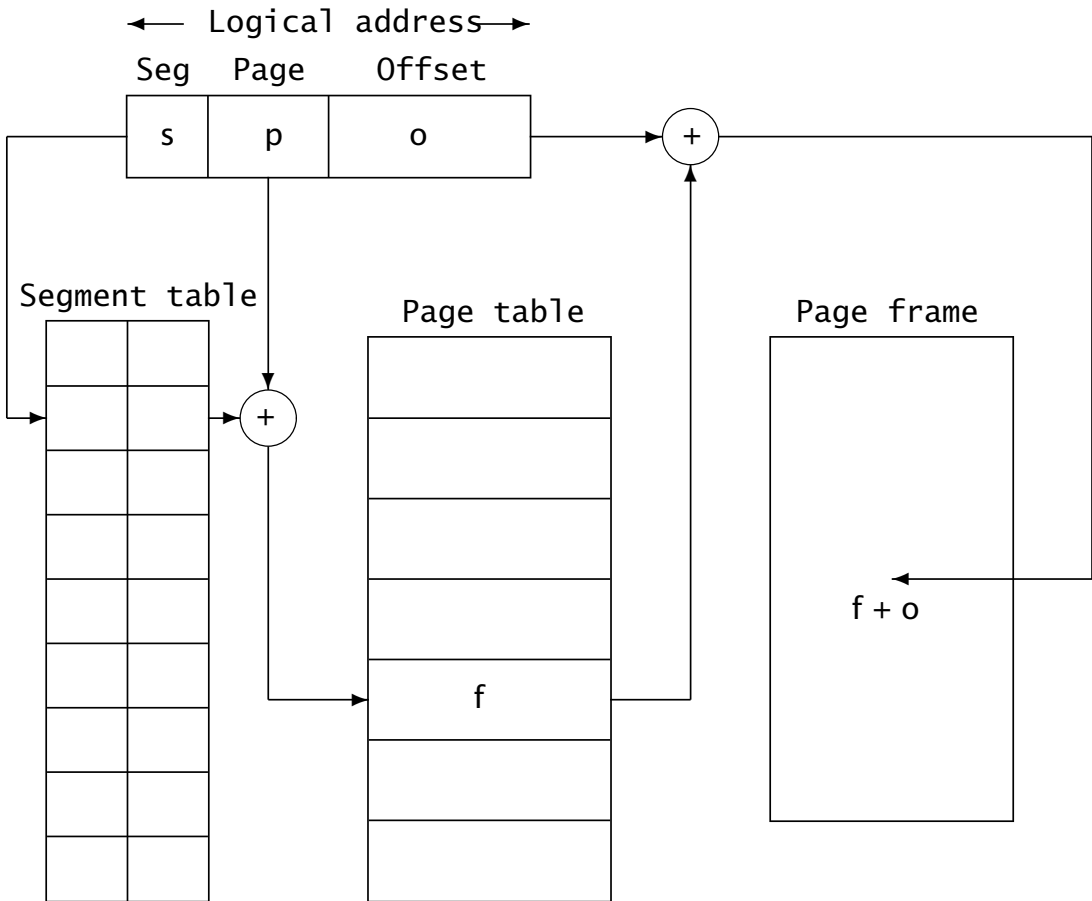 Logical address
Seg Page Offset
s p o +
Segment table
Page table Page frame
+
f + o
f